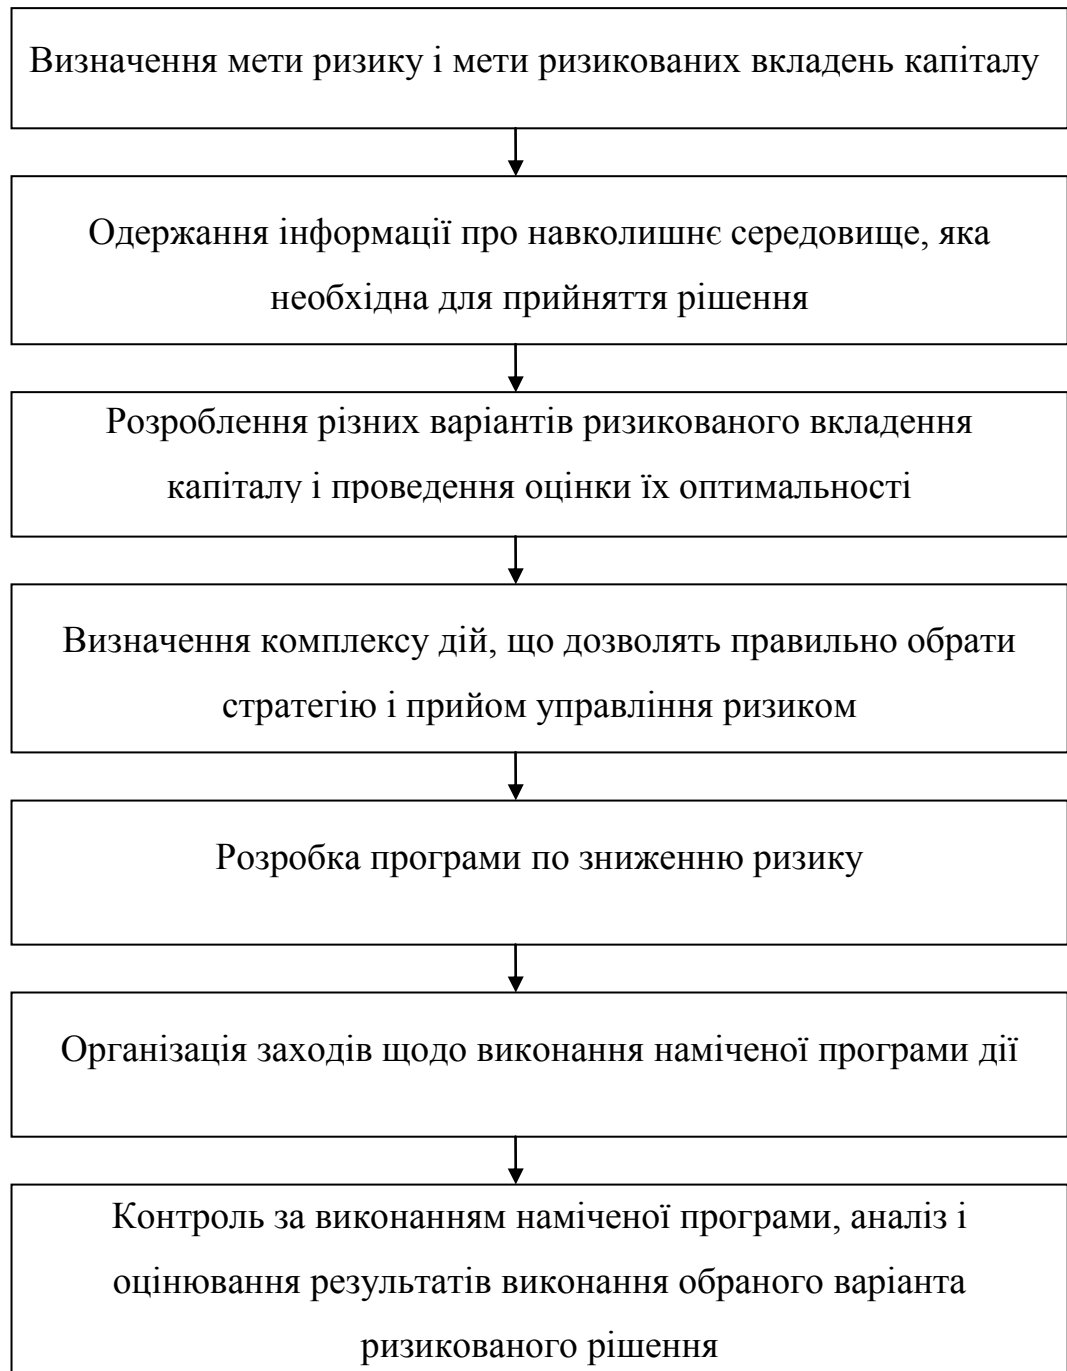 Визначення мети ризику і мети ризикованих вкладень капіталу
Одержання інформації про навколишнє середовище, яка
необхідна для прийняття рішення
Розроблення різних варіантів ризикованого вкладення
капіталу і проведення оцінки їх оптимальності
Визначення комплексу дій, що дозволять правильно обрати
стратегію і прийом управління ризиком
Розробка програми по зниженню ризику
Організація заходів щодо виконання наміченої програми дії
Контроль за виконанням наміченої програми, аналіз і
оцінювання результатів виконання обраного варіанта
ризикованого рішення